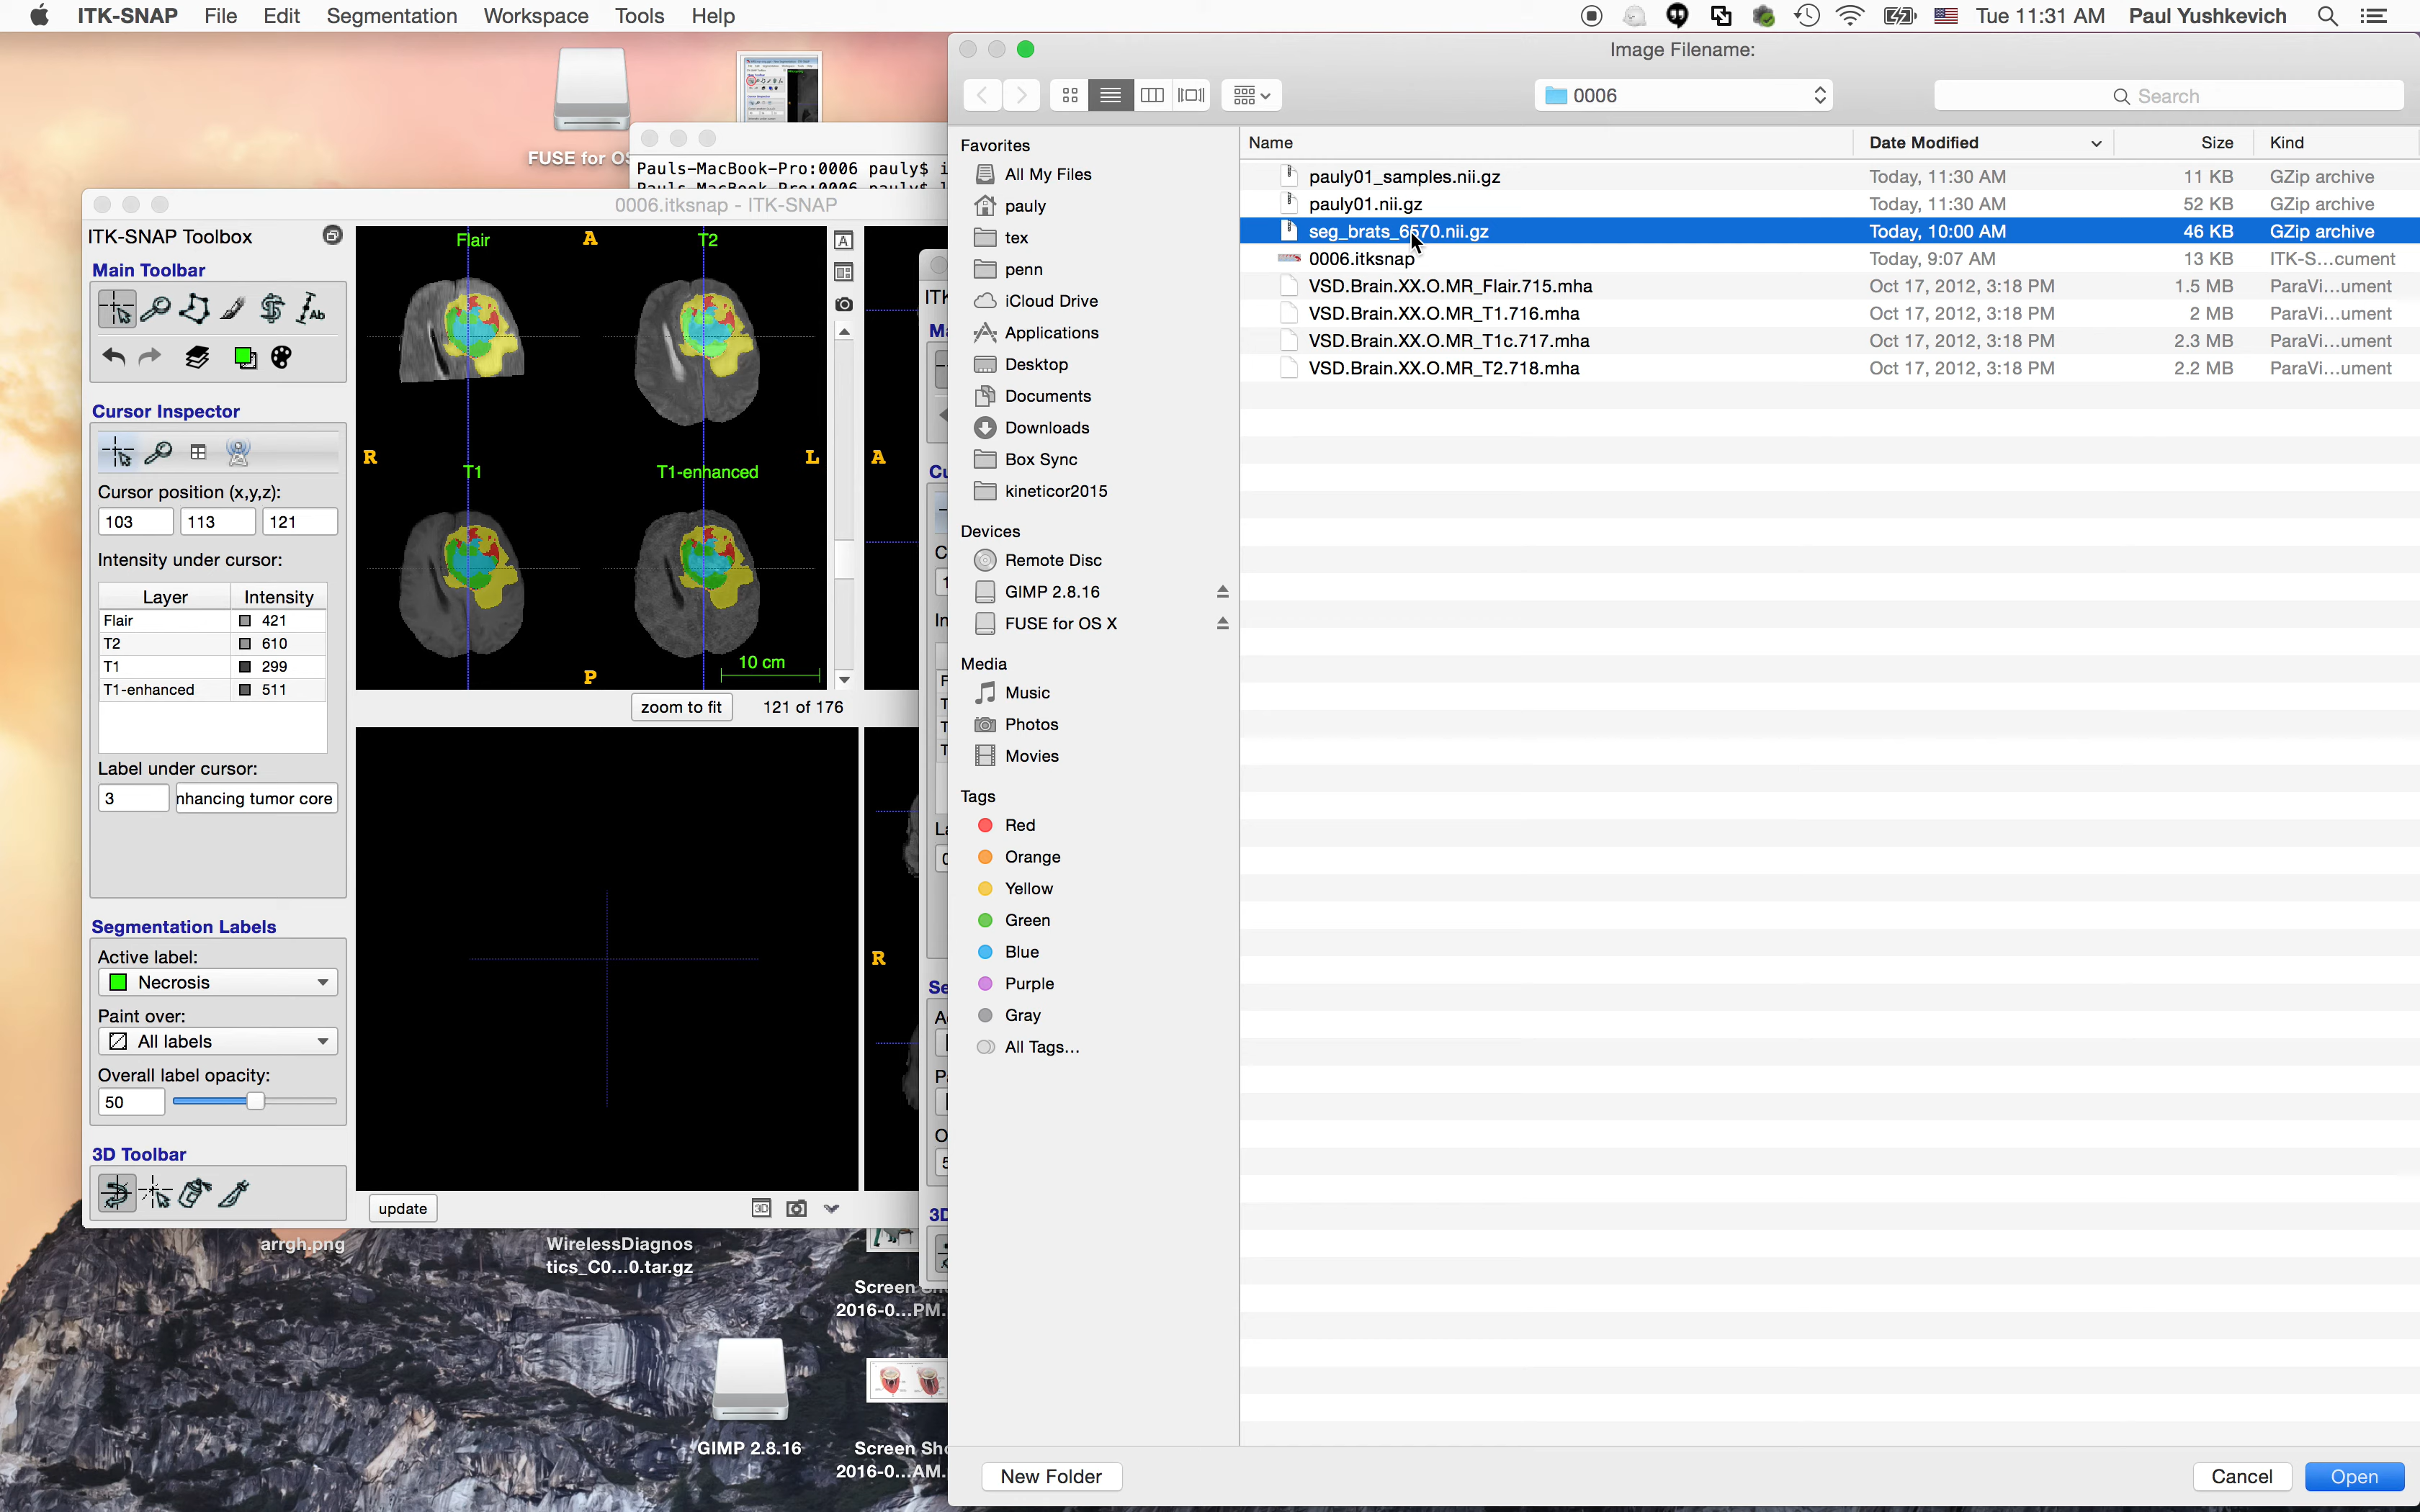 ITK-SNAP File Edit Segmentation Workspace Tools Help Tue 11:31 AM Paul Yushkevich
FUSE for OS
Pauls-MacBook-Pro:0006 pauly$
0006.itksnap - ITK-SNAP
ITK-SNAP Toolbox
Main Toolbar
Cursor Inspector
Cursor position (x,y,z):
103 113 121
Intensity under cursor:
Layer Intensity
Flair 421
T2 610
T1 299
T1-enhanced 511
Label under cursor:
3 nhancing tumor core
Segmentation Labels
Active label:
Necrosis
Paint over:
All labels
Overall label opacity:
50
3D Toolbar
Flair A T2
R L A
T1 T1-enhanced
10 cm
P
zoom to fit 121 of 176
R
update 3D
arrgh.png
WirelessDiagnos
tics_C0...0.tar.gz
Screen
2016-0...PM.
GIMP 2.8.16
Screen Sho
2016-0...AM.
Image Filename:
0006
Search
Favorites
All My Files
pauly
tex
penn
iCloud Drive
Applications
Desktop
Documents
Downloads
Box Sync
kineticor2015
Devices
Remote Disc
GIMP 2.8.16
FUSE for OS X
Media
Music
Photos
Movies
Tags
Red
Orange
Yellow
Green
Blue
Purple
Gray
All Tags...
Name Date Modified Size Kind
pauly01_samples.nii.gz Today, 11:30 AM 11 KB GZip archive
pauly01.nii.gz Today, 11:30 AM 52 KB GZip archive
seg_brats_6570.nii.gz Today, 10:00 AM 46 KB GZip archive
0006.itksnap Today, 9:07 AM 13 KB ITK-S...cument
VSD.Brain.XX.O.MR_Flair.715.mha Oct 17, 2012, 3:18 PM 1.5 MB ParaVi...ument
VSD.Brain.XX.O.MR_T1.716.mha Oct 17, 2012, 3:18 PM 2 MB ParaVi...ument
VSD.Brain.XX.O.MR_T1c.717.mha Oct 17, 2012, 3:18 PM 2.3 MB ParaVi...ument
VSD.Brain.XX.O.MR_T2.718.mha Oct 17, 2012, 3:18 PM 2.2 MB ParaVi...ument
New Folder Cancel Open